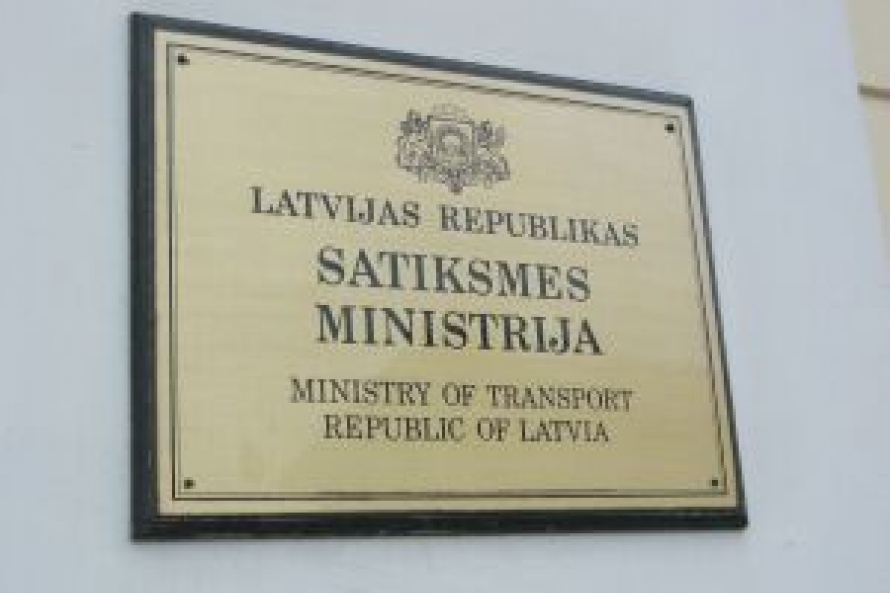 LATVIJAS REPUBLIKAS
SATIKSMES
MINISTRIJA
MINISTRY OF TRANSPORT
REPUBLIC OF LATVIA